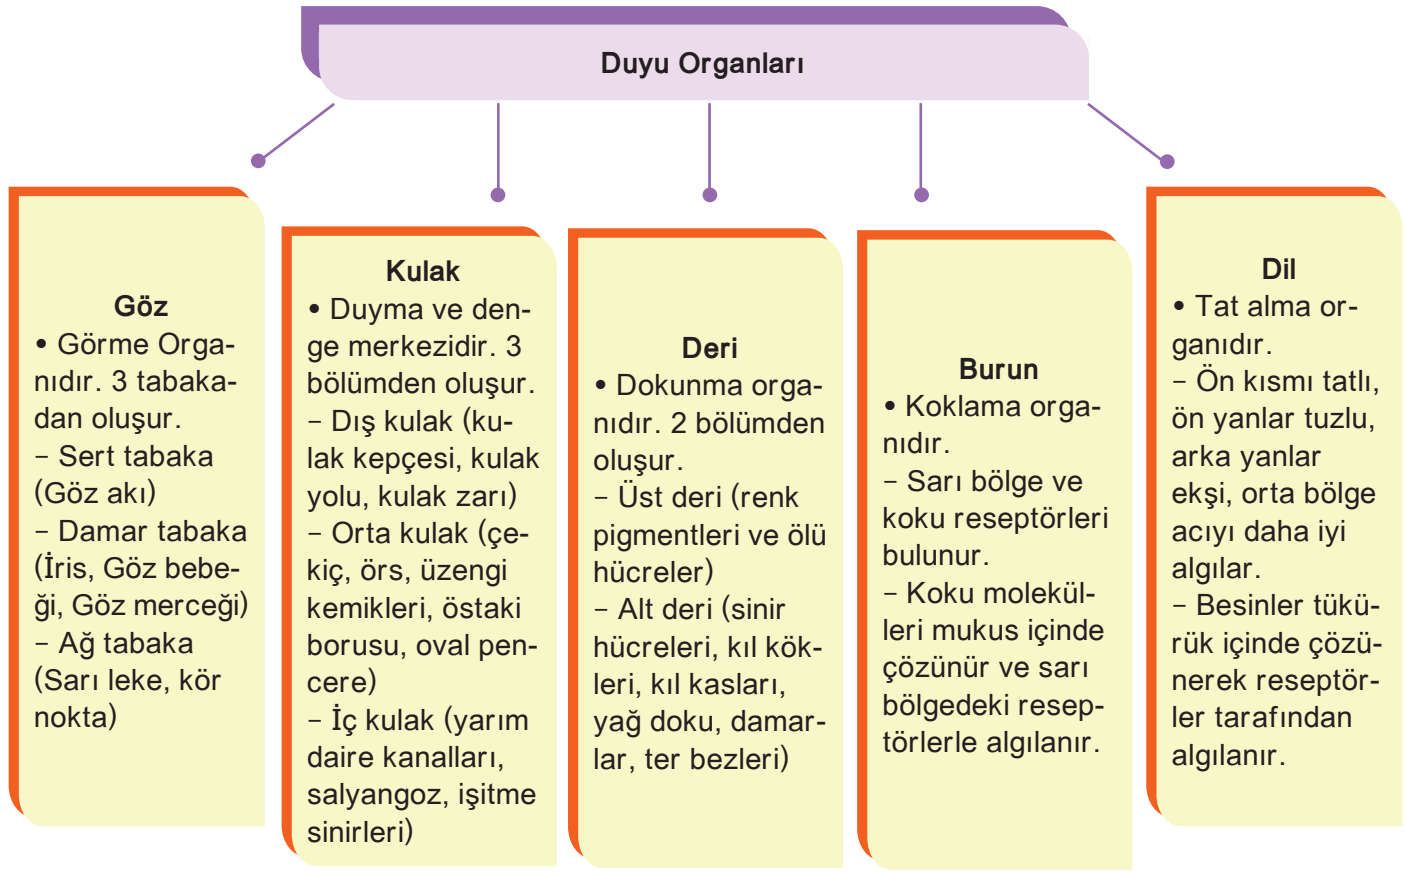 Duyu Organları
Göz
• Görme Orga-
nıdır. 3 tabaka-
dan oluşur.
– Sert tabaka
(Göz akı)
– Damar tabaka
(İris, Göz bebe-
ği, Göz merceği)
– Ağ tabaka
(Sarı leke, kör
nokta)
Kulak
• Duyma ve den-
ge merkezidir. 3
bölümden oluşur.
– Dış kulak (ku-
lak kepçesi, kulak
yolu, kulak zarı)
– Orta kulak (çe-
kiç, örs, üzengi
kemikleri, östaki
borusu, oval pen-
cere)
– İç kulak (yarım
daire kanalları,
salyangoz, işitme
sinirleri)
Deri
• Dokunma orga-
nıdır. 2 bölümden
oluşur.
– Üst deri (renk
pigmentleri ve ölü
hücreler)
– Alt deri (sinir
hücreleri, kıl kök-
leri, kıl kasları,
yağ doku, damar-
lar, ter bezleri)
Burun
• Koklama orga-
nıdır.
– Sarı bölge ve
koku reseptörleri
bulunur.
– Koku molekül-
leri mukus içinde
çözünür ve sarı
bölgedeki resep-
törlerle algılanır.
Dil
• Tat alma or-
ganıdır.
– Ön kısmı tatlı,
ön yanlar tuzlu,
arka yanlar
ekşi, orta bölge
acıyı daha iyi
algılar.
– Besinler tükü-
rük içinde çözü-
nerek reseptör-
ler tarafından
algılanır.